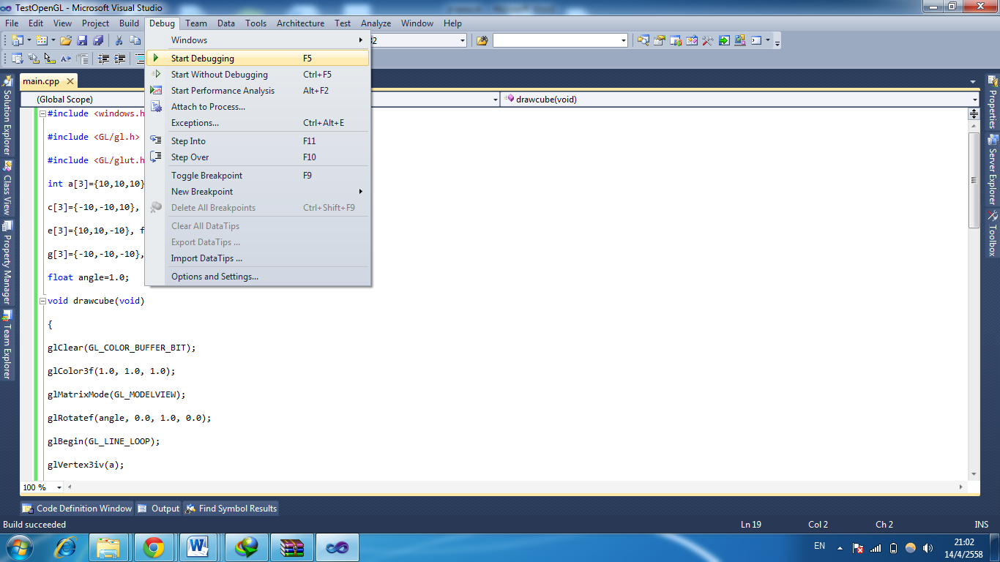 TestOpenGL - Microsoft Visual Studio
File Edit View Project Build Debug Team Data Tools Architecture Test Analyze Window Help
Windows
Start Debugging F5
Start Without Debugging Ctrl+F5
Start Performance Analysis Alt+F2
Attach to Process...
Exceptions... Ctrl+Alt+E
Step Into F11
Step Over F10
Toggle Breakpoint F9
New Breakpoint
Delete All Breakpoints Ctrl+Shift+F9
Clear All DataTips
Export DataTips ...
Import DataTips ...
Options and Settings...
main.cpp
(Global Scope)
drawcube(void)
#include <windows.h
#include <GL/gl.h>
#include <GL/glut.h
int a[3]={10,10,10}
c[3]={-10,-10,10},
e[3]={10,10,-10}, f
g[3]={-10,-10,-10},
float angle=1.0;
void drawcube(void)
{
glClear(GL_COLOR_BUFFER_BIT);
glColor3f(1.0, 1.0, 1.0);
glMatrixMode(GL_MODELVIEW);
glRotatef(angle, 0.0, 1.0, 0.0);
glBegin(GL_LINE_LOOP);
glVertex3iv(a);
100 %
Solution Explorer
Class View
Property Manager
Team Explorer
Properties
Server Explorer
Toolbox
Code Definition Window Output Find Symbol Results
Build succeeded Ln 19 Col 2 Ch 2 INS
EN
21:02
14/4/2558